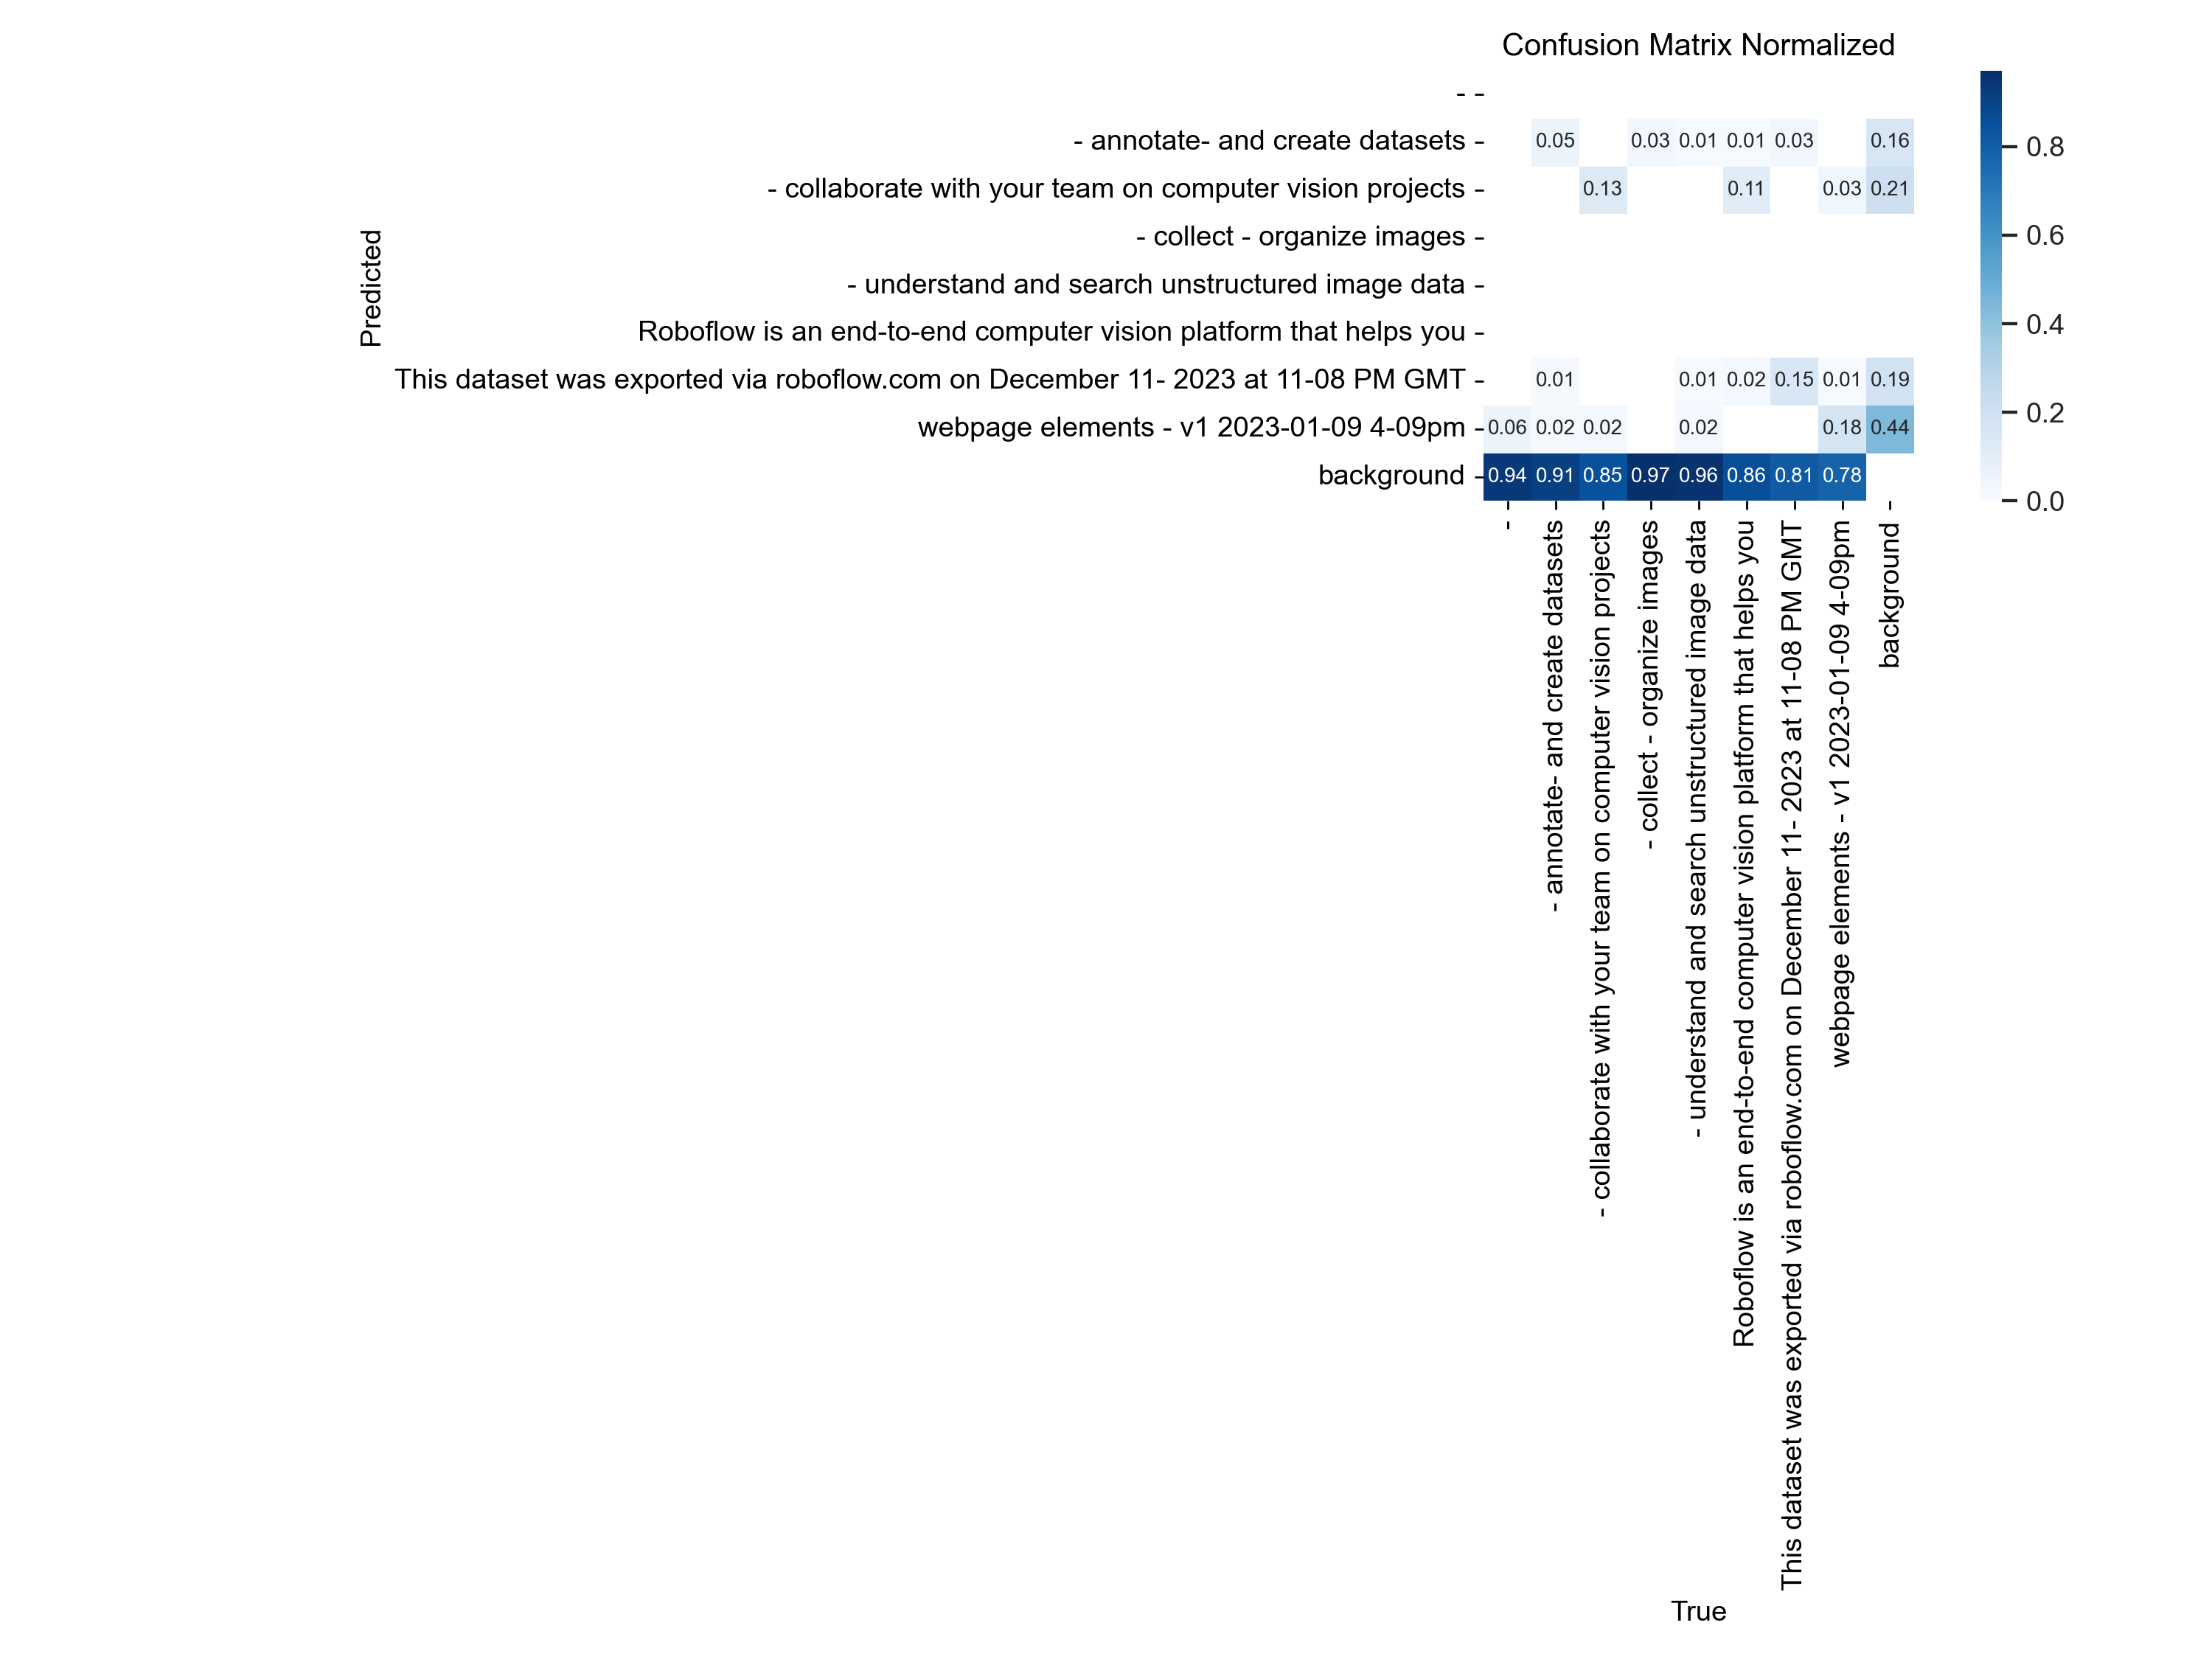 Confusion Matrix Normalized
- -
- annotate- and create datasets -
0.05 0.03 0.01 0.01 0.03 0.16
- collaborate with your team on computer vision projects -
0.13 0.11 0.03 0.21
- collect - organize images -
- understand and search unstructured image data -
Roboflow is an end-to-end computer vision platform that helps you -
This dataset was exported via roboflow.com on December 11- 2023 at 11-08 PM GMT -
0.01 0.01 0.02 0.15 0.01 0.19
webpage elements - v1 2023-01-09 4-09pm -
0.06 0.02 0.02 0.02 0.18 0.44
background -
0.94 0.91 0.85 0.97 0.96 0.86 0.81 0.78
Predicted
-
- annotate- and create datasets
- collaborate with your team on computer vision projects
- collect - organize images
- understand and search unstructured image data
Roboflow is an end-to-end computer vision platform that helps you
This dataset was exported via roboflow.com on December 11- 2023 at 11-08 PM GMT
webpage elements - v1 2023-01-09 4-09pm
background
True
0.8
0.6
0.4
0.2
0.0